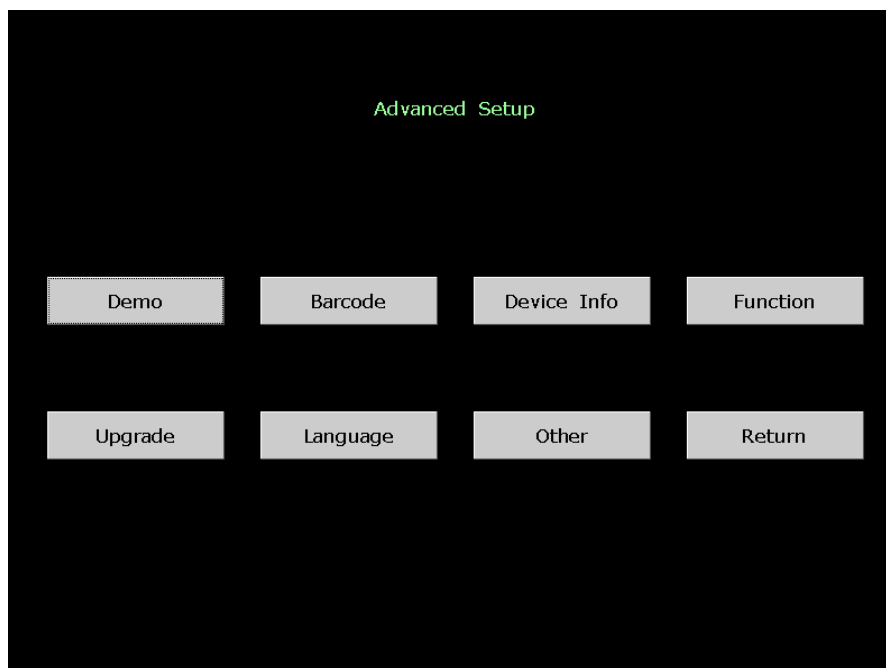 Advanced Setup
Demo
Barcode
Device Info
Function
Upgrade
Language
Other
Return